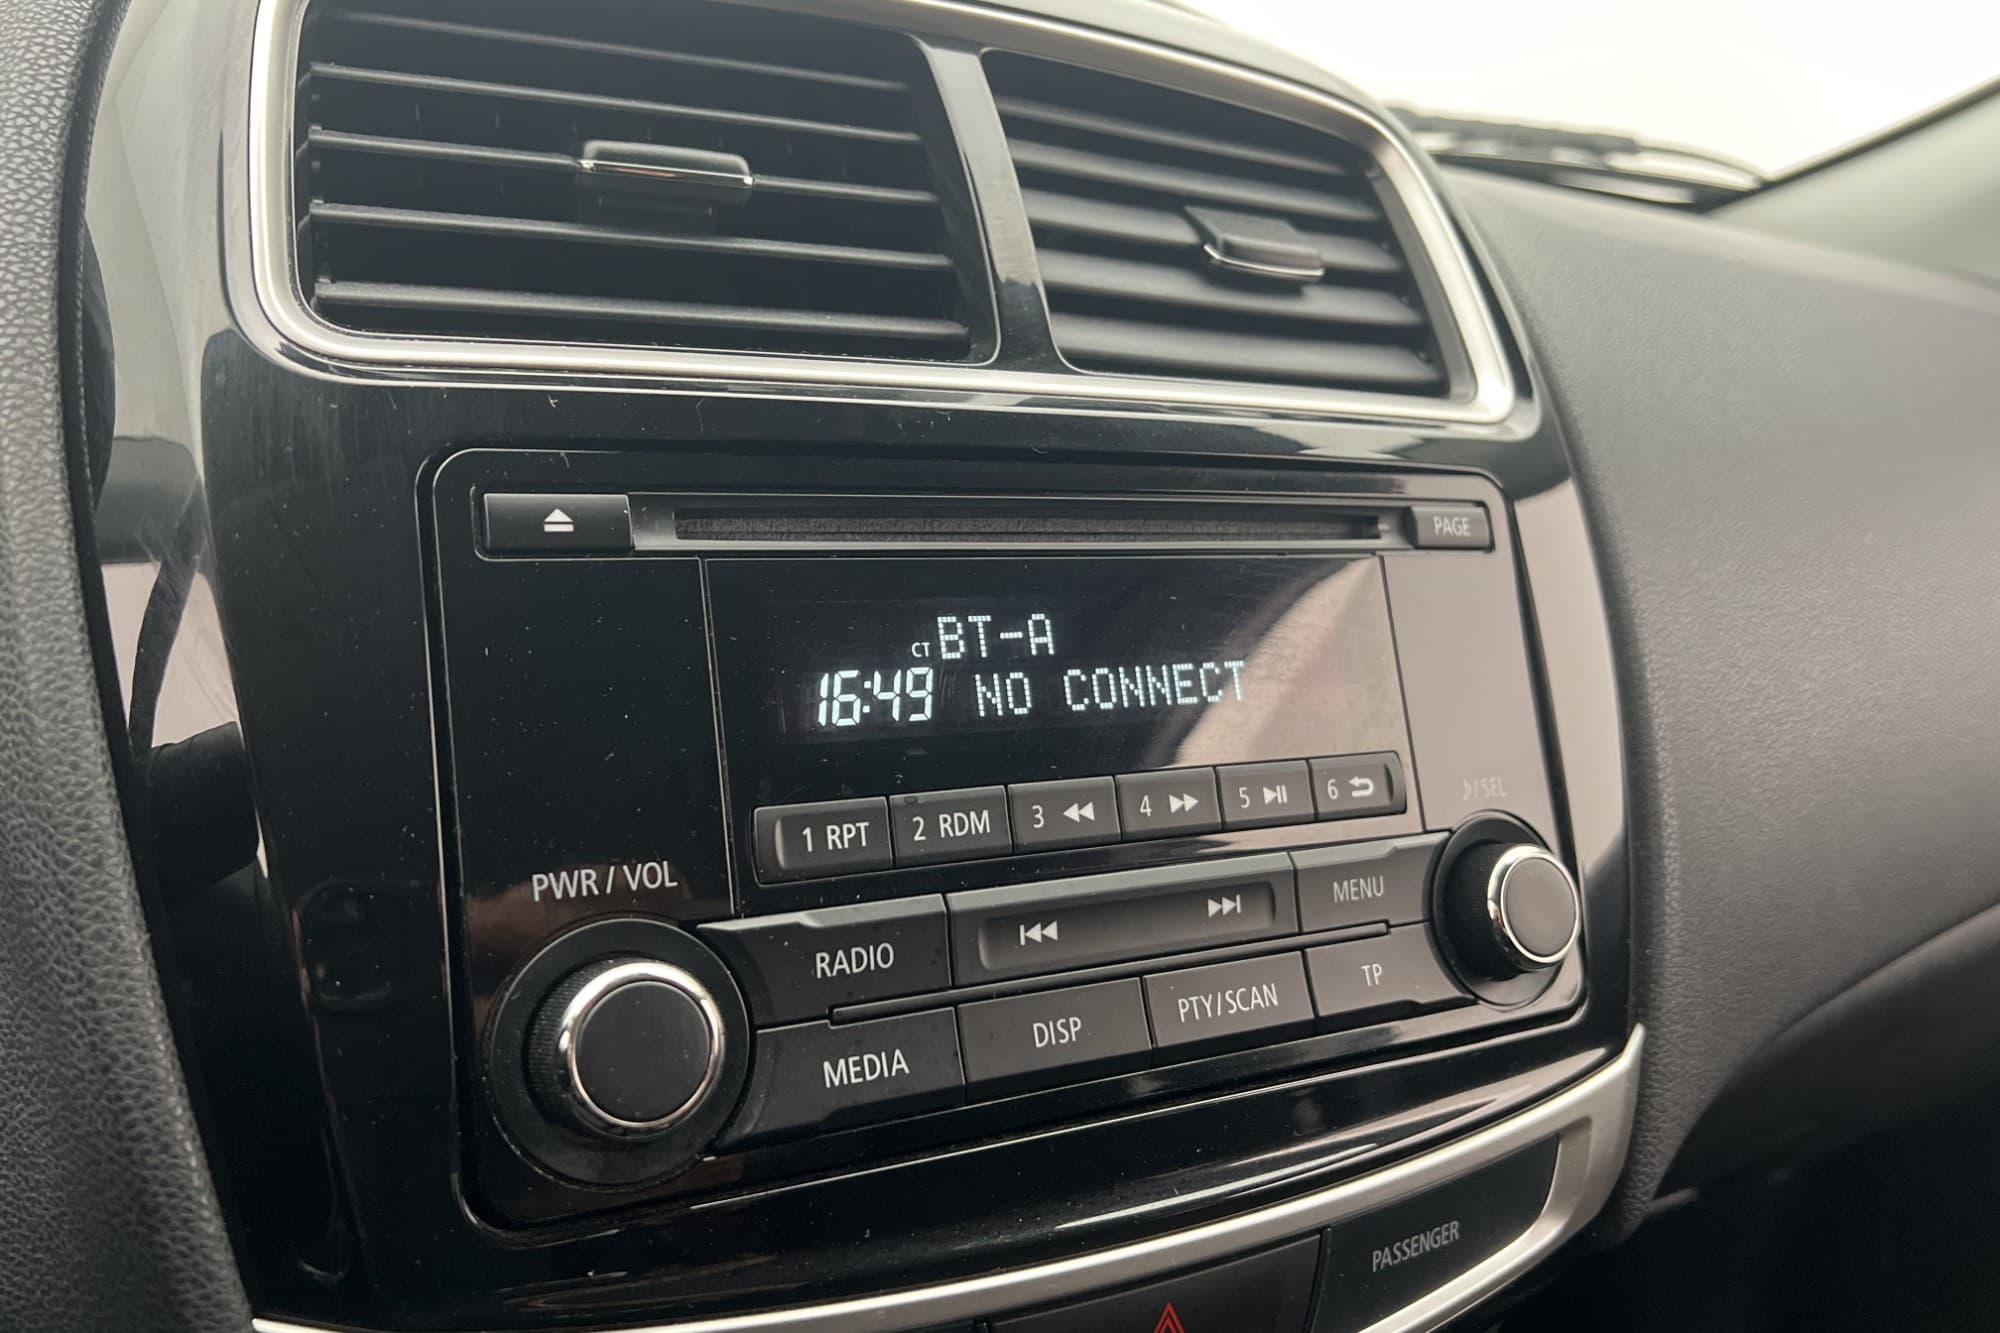 PAGE
CT BT-A
16:49 NO CONNECT
1 RPT 2 RDM 3 4 5 6
♪/SEL
PWR / VOL
RADIO MENU
MEDIA DISP PTY/SCAN TP
PASSENGER